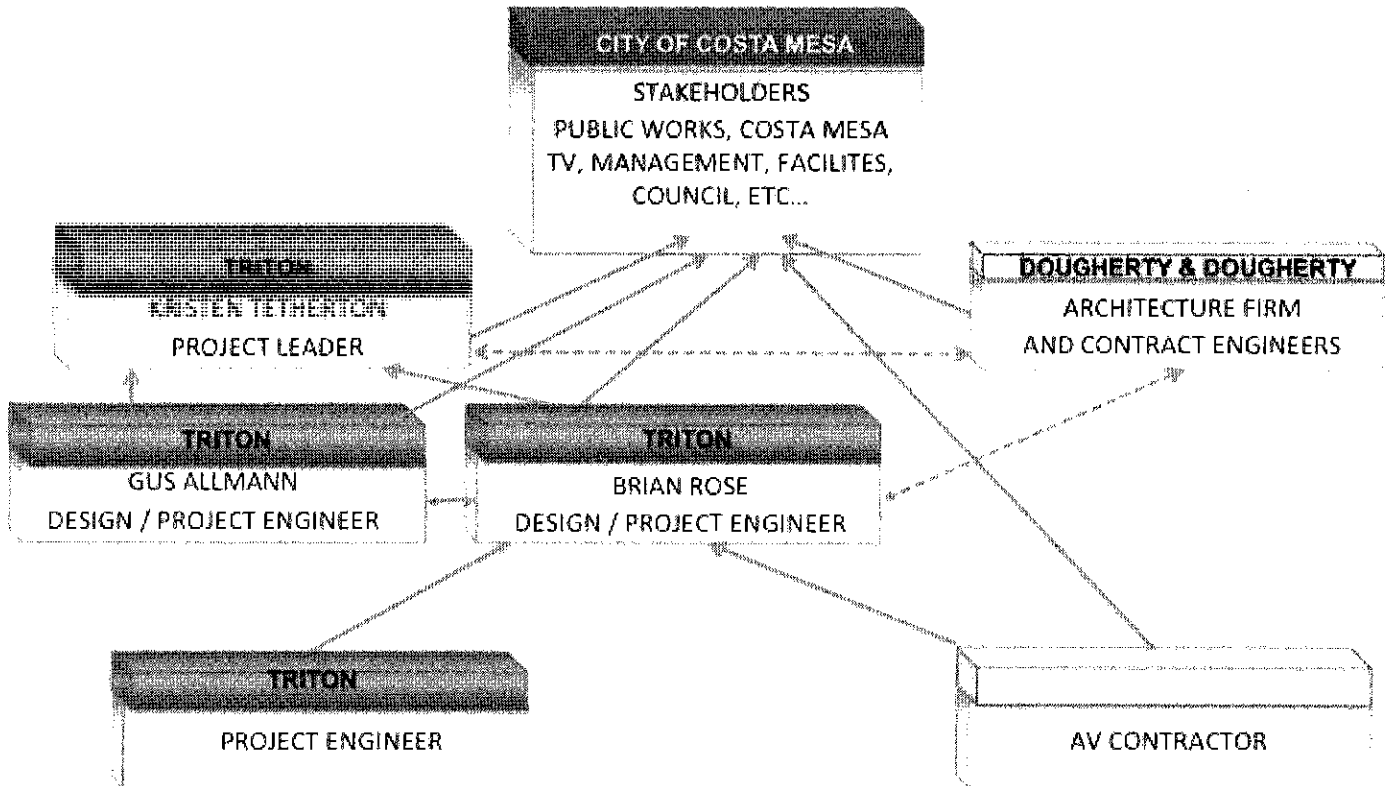 CITY OF COSTA MESA
STAKEHOLDERS
PUBLIC WORKS, COSTA MESA
TV, MANAGEMENT, FACILITES,
COUNCIL, ETC...
TRITON
KRISTEN TETHERTON
PROJECT LEADER
DOUGHERTY & DOUGHERTY
ARCHITECTURE FIRM
AND CONTRACT ENGINEERS
TRITON
GUS ALLMANN
DESIGN / PROJECT ENGINEER
TRITON
BRIAN ROSE
DESIGN / PROJECT ENGINEER
TRITON
PROJECT ENGINEER
AV CONTRACTOR